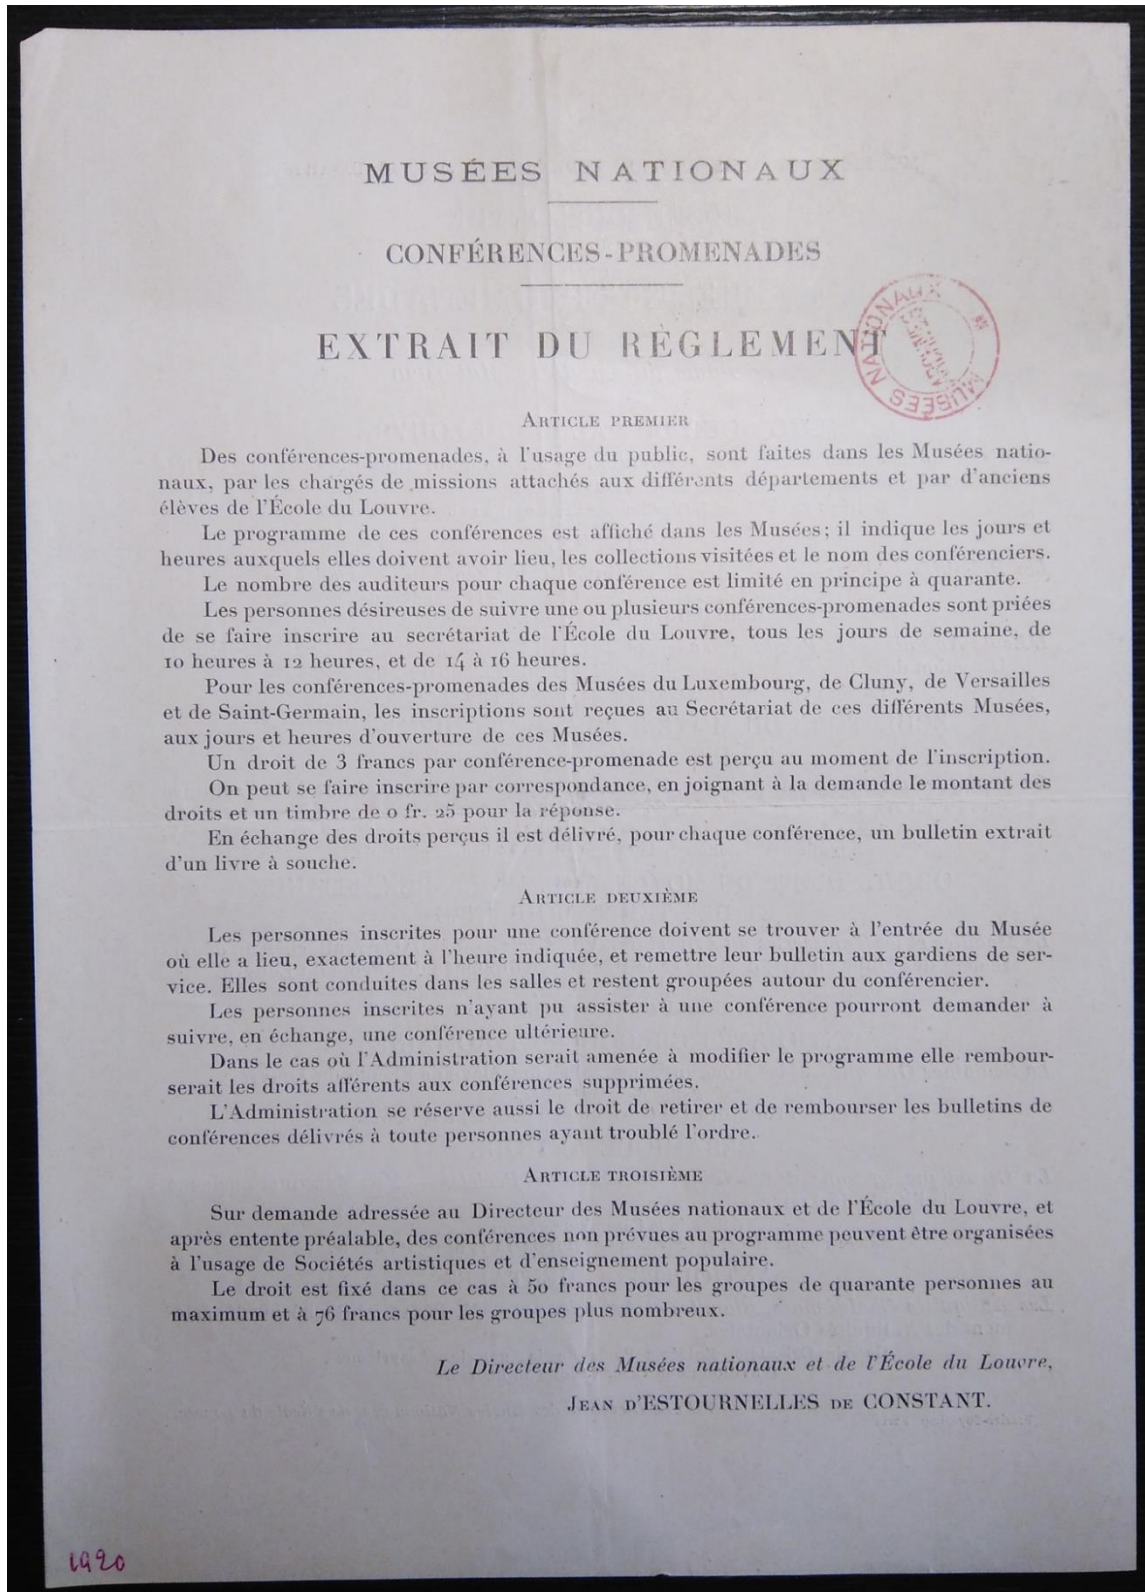 MUSÉES NATIONAUX
CONFÉRENCES-PROMENADES
EXTRAIT DU RÈGLEMENT
MUSÉES NATIONAUX *
ARTICLE PREMIER
Des conférences-promenades, à l'usage du public, sont faites dans les Musées natio-
naux, par les chargés de missions attachés aux différents départements et par d'anciens
élèves de l'École du Louvre.
Le programme de ces conférences est affiché dans les Musées; il indique les jours et
heures auxquels elles doivent avoir lieu, les collections visitées et le nom des conférenciers.
Le nombre des auditeurs pour chaque conférence est limité en principe à quarante.
Les personnes désireuses de suivre une ou plusieurs conférences-promenades sont priées
de se faire inscrire au secrétariat de l'École du Louvre, tous les jours de semaine, de
10 heures à 12 heures, et de 14 à 16 heures.
Pour les conférences-promenades des Musées du Luxembourg, de Cluny, de Versailles
et de Saint-Germain, les inscriptions sont reçues au Secrétariat de ces différents Musées,
aux jours et heures d'ouverture de ces Musées.
Un droit de 3 francs par conférence-promenade est perçu au moment de l'inscription.
On peut se faire inscrire par correspondance, en joignant à la demande le montant des
droits et un timbre de 0 fr. 25 pour la réponse.
En échange des droits perçus il est délivré, pour chaque conférence, un bulletin extrait
d'un livre à souche.
ARTICLE DEUXIÈME
Les personnes inscrites pour une conférence doivent se trouver à l'entrée du Musée
où elle a lieu, exactement à l'heure indiquée, et remettre leur bulletin aux gardiens de ser-
vice. Elles sont conduites dans les salles et restent groupées autour du conférencier.
Les personnes inscrites n'ayant pu assister à une conférence pourront demander à
suivre, en échange, une conférence ultérieure.
Dans le cas où l'Administration serait amenée à modifier le programme elle rembour-
serait les droits afférents aux conférences supprimées.
L'Administration se réserve aussi le droit de retirer et de rembourser les bulletins de
conférences délivrés à toute personnes ayant troublé l'ordre.
ARTICLE TROISIÈME
Sur demande adressée au Directeur des Musées nationaux et de l'École du Louvre, et
après entente préalable, des conférences non prévues au programme peuvent être organisées
à l'usage de Sociétés artistiques et d'enseignement populaire.
Le droit est fixé dans ce cas à 50 francs pour les groupes de quarante personnes au
maximum et à 76 francs pour les groupes plus nombreux.
Le Directeur des Musées nationaux et de l'École du Louvre,
JEAN D'ESTOURNELLES DE CONSTANT.
1920